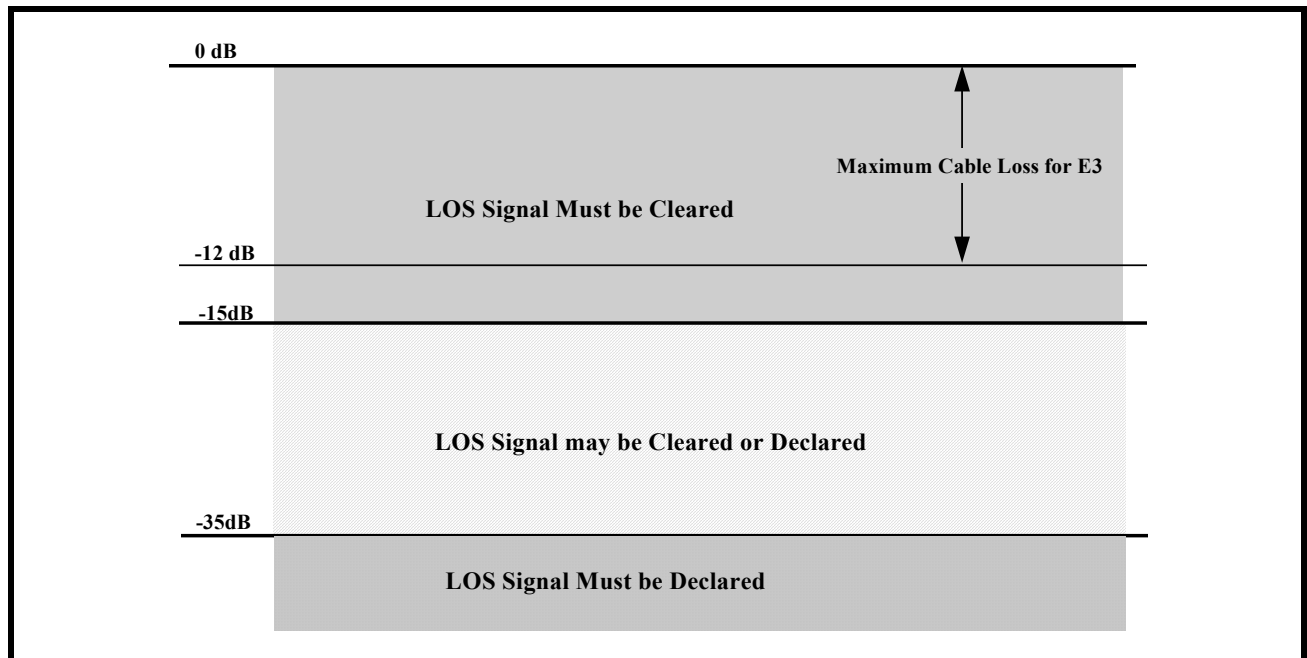 0 dB
Maximum Cable Loss for E3
LOS Signal Must be Cleared
-12 dB
-15dB
LOS Signal may be Cleared or Declared
-35dB
LOS Signal Must be Declared